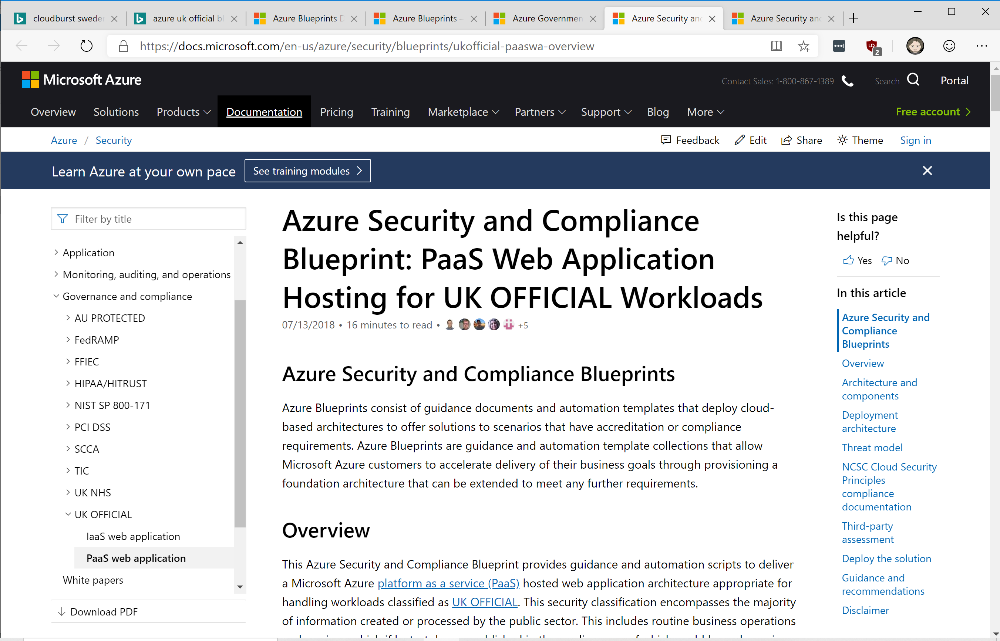 cloudburst swede
azure uk official bl
Azure Blueprints D
Azure Blueprints –
Azure Governmen
Azure Security an
Azure Security an
https://docs.microsoft.com/en-us/azure/security/blueprints/ukofficial-paaswa-overview
2
Microsoft Azure
Contact Sales: 1-800-867-1389
Search
Portal
Overview
Solutions
Products
Documentation
Pricing
Training
Marketplace
Partners
Support
Blog
More
Free account
Azure / Security
Feedback
Edit
Share
Theme
Sign in
Learn Azure at your own pace
See training modules
Filter by title
Application
Monitoring, auditing, and operations
Governance and compliance
AU PROTECTED
FedRAMP
FFIEC
HIPAA/HITRUST
NIST SP 800-171
PCI DSS
SCCA
TIC
UK NHS
UK OFFICIAL
IaaS web application
PaaS web application
White papers
Download PDF
Azure Security and Compliance
Blueprint: PaaS Web Application
Hosting for UK OFFICIAL Workloads
07/13/2018 • 16 minutes to read • +5
Azure Security and Compliance Blueprints
Azure Blueprints consist of guidance documents and automation templates that deploy cloud-
based architectures to offer solutions to scenarios that have accreditation or compliance
requirements. Azure Blueprints are guidance and automation template collections that allow
Microsoft Azure customers to accelerate delivery of their business goals through provisioning a
foundation architecture that can be extended to meet any further requirements.
Overview
This Azure Security and Compliance Blueprint provides guidance and automation scripts to deliver
a Microsoft Azure platform as a service (PaaS) hosted web application architecture appropriate for
handling workloads classified as UK OFFICIAL. This security classification encompasses the majority
of information created or processed by the public sector. This includes routine business operations
Is this page
helpful?
Yes
No
In this article
Azure Security and
Compliance
Blueprints
Overview
Architecture and
components
Deployment
architecture
Threat model
NCSC Cloud Security
Principles
compliance
documentation
Third-party
assessment
Deploy the solution
Guidance and
recommendations
Disclaimer